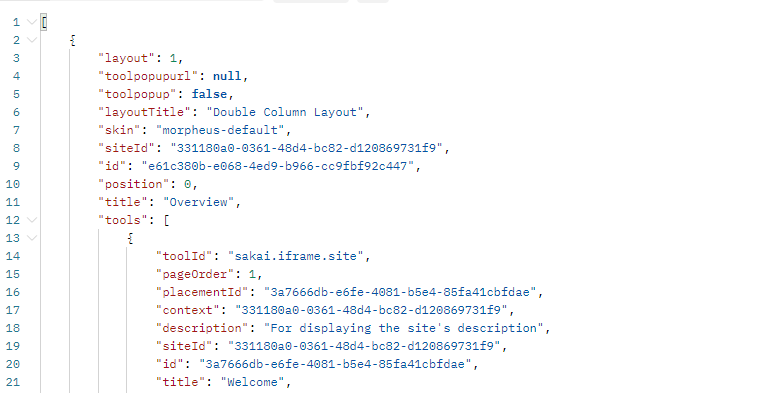 1 [
2 {
3 "layout": 1,
4 "toolpopupurl": null,
5 "toolpopup": false,
6 "layoutTitle": "Double Column Layout",
7 "skin": "morpheus-default",
8 "siteId": "331180a0-0361-48d4-bc82-d120869731f9",
9 "id": "e61c380b-e068-4ed9-b966-cc9fbf92c447",
10 "position": 0,
11 "title": "Overview",
12 "tools": [
13 {
14 "toolId": "sakai.iframe.site",
15 "pageOrder": 1,
16 "placementId": "3a7666db-e6fe-4081-b5e4-85fa41cbfdae",
17 "context": "331180a0-0361-48d4-bc82-d120869731f9",
18 "description": "For displaying the site's description",
19 "siteId": "331180a0-0361-48d4-bc82-d120869731f9",
20 "id": "3a7666db-e6fe-4081-b5e4-85fa41cbfdae",
21 "title": "Welcome",